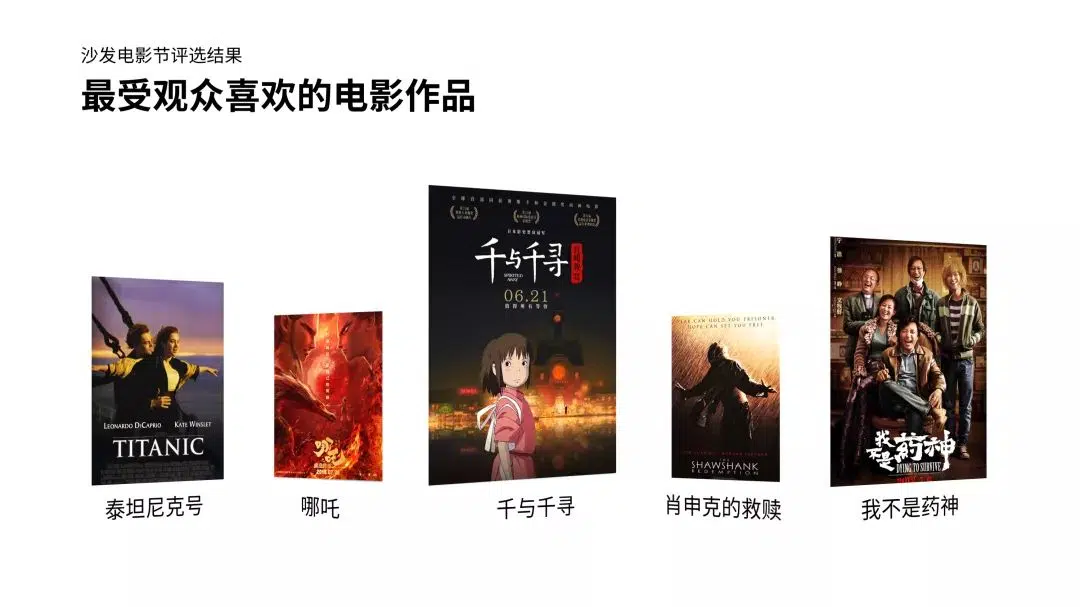 沙发电影节评选结果
最受观众喜欢的电影作品
LEONARDO DICAPRIO KATE WINSLET
TITANIC
泰坦尼克号
哪吒
哪吒
千与千寻
SPIRITED
AWAY
06.21
千与千寻
FEAR CAN HOLD YOU PRISONER.
HOPE CAN SET YOU FREE.
THE
SHAWSHANK
REDEMPTION
肖申克的救赎
我不是药神
DYING TO SURVIVE
我不是药神